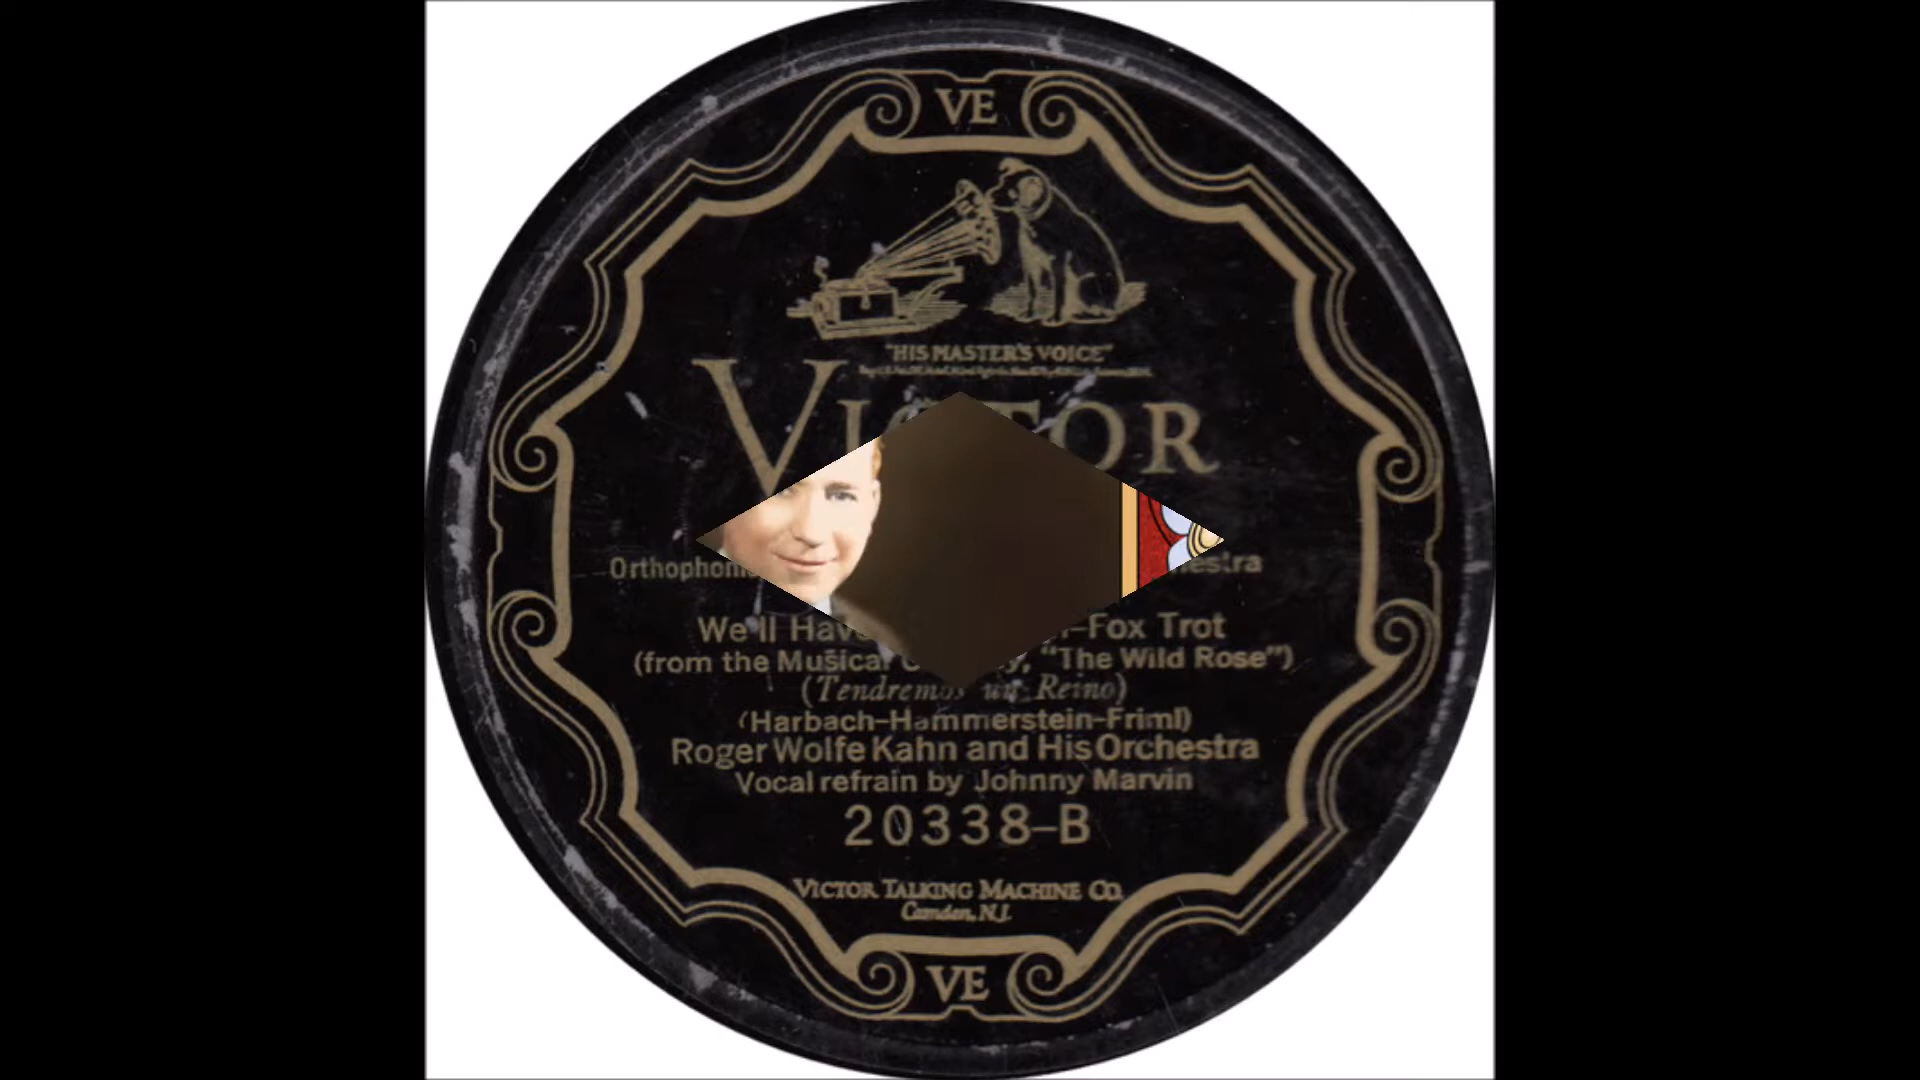 VE
"HIS MASTER'S VOICE"
Orthophonic
We'll Have –Fox Trot
(from the Musical "The Wild Rose")
(Tendremos un Reino)
(Harbach–Hammerstein–Friml)
Roger Wolfe Kahn and His Orchestra
Vocal refrain by Johnny Marvin
20338–B
VICTOR TALKING MACHINE CO.
Camden, N.J.
VE